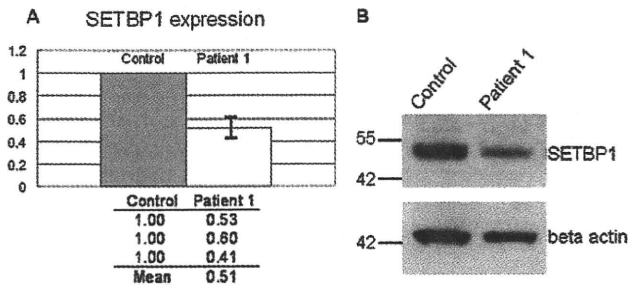 A SETBP1 expression
1.2
1
0.8
0.6
0.4
0.2
0
Control Patient 1
Control Patient 1
1.00 0.53
1.00 0.60
1.00 0.41
Mean 0.51
B
Control
Patient 1
55
42
SETBP1
42
beta actin